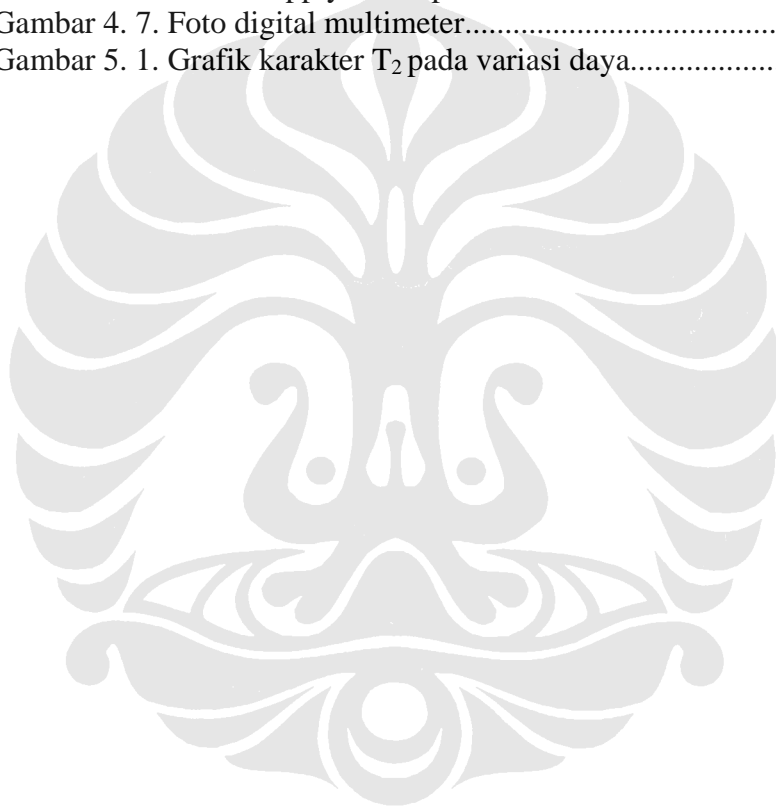 Gambar 4. 7. Foto digital multimeter........................................
Gambar 5. 1. Grafik karakter T₂ pada variasi daya..................